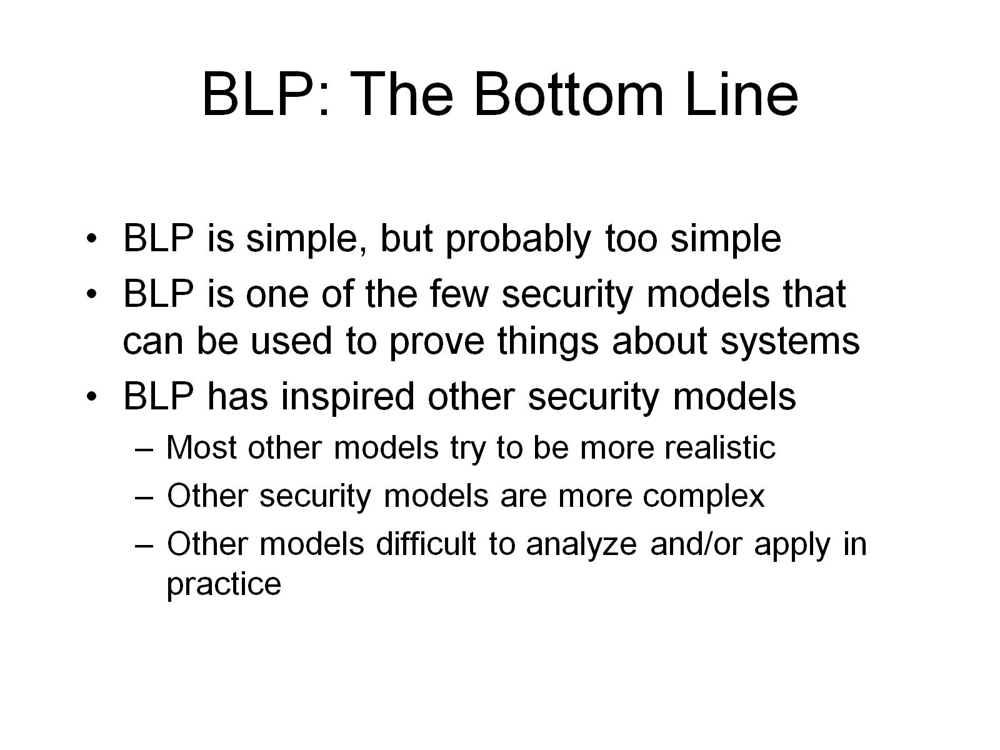 BLP: The Bottom Line
• BLP is simple, but probably too simple
• BLP is one of the few security models that
can be used to prove things about systems
• BLP has inspired other security models
– Most other models try to be more realistic
– Other security models are more complex
– Other models difficult to analyze and/or apply in
practice